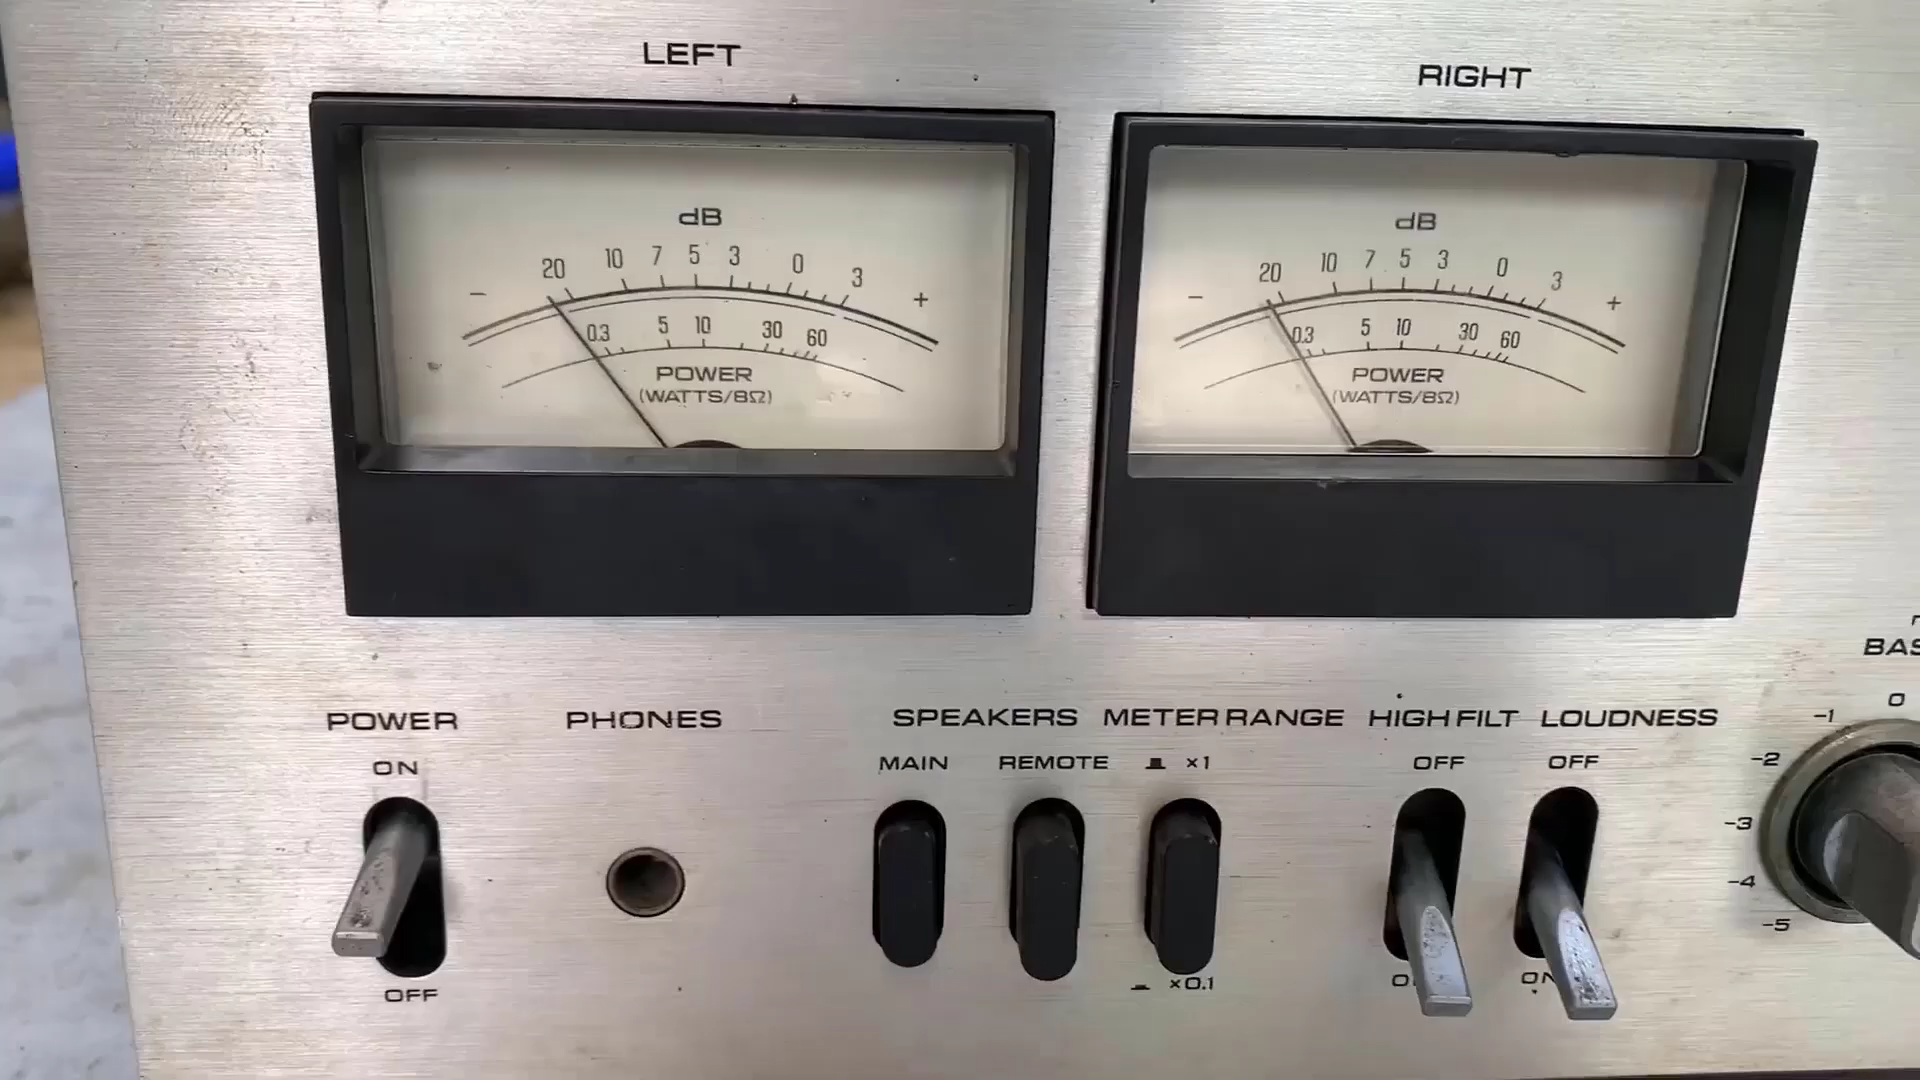 LEFT
RIGHT
dB
20 10 7 5 3 0 3
− +
0.3 5 10 30 60
POWER
(WATTS/8Ω)
dB
20 10 7 5 3 0 3
− +
0.3 5 10 30 60
POWER
(WATTS/8Ω)
POWER
ON
OFF
PHONES
SPEAKERS
MAIN REMOTE
METER RANGE
×1
×0.1
HIGH FILT
OFF
LOUDNESS
OFF
ON
BAS
0
-1
-2
-3
-4
-5